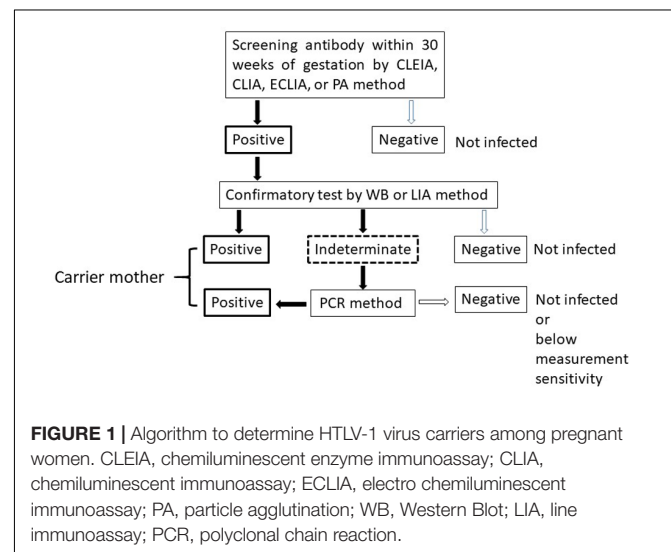 Screening antibody within 30
weeks of gestation by CLEIA,
CLIA, ECLIA, or PA method
Positive
Negative
Not infected
Confirmatory test by WB or LIA method
Positive
Indeterminate
Negative
Not infected
Carrier mother
Positive
PCR method
Negative
Not infected
or
below
measurement
sensitivity
FIGURE 1 | Algorithm to determine HTLV-1 virus carriers among pregnant
women. CLEIA, chemiluminescent enzyme immunoassay; CLIA,
chemiluminescent immunoassay; ECLIA, electro chemiluminescent
immunoassay; PA, particle agglutination; WB, Western Blot; LIA, line
immunoassay; PCR, polyclonal chain reaction.